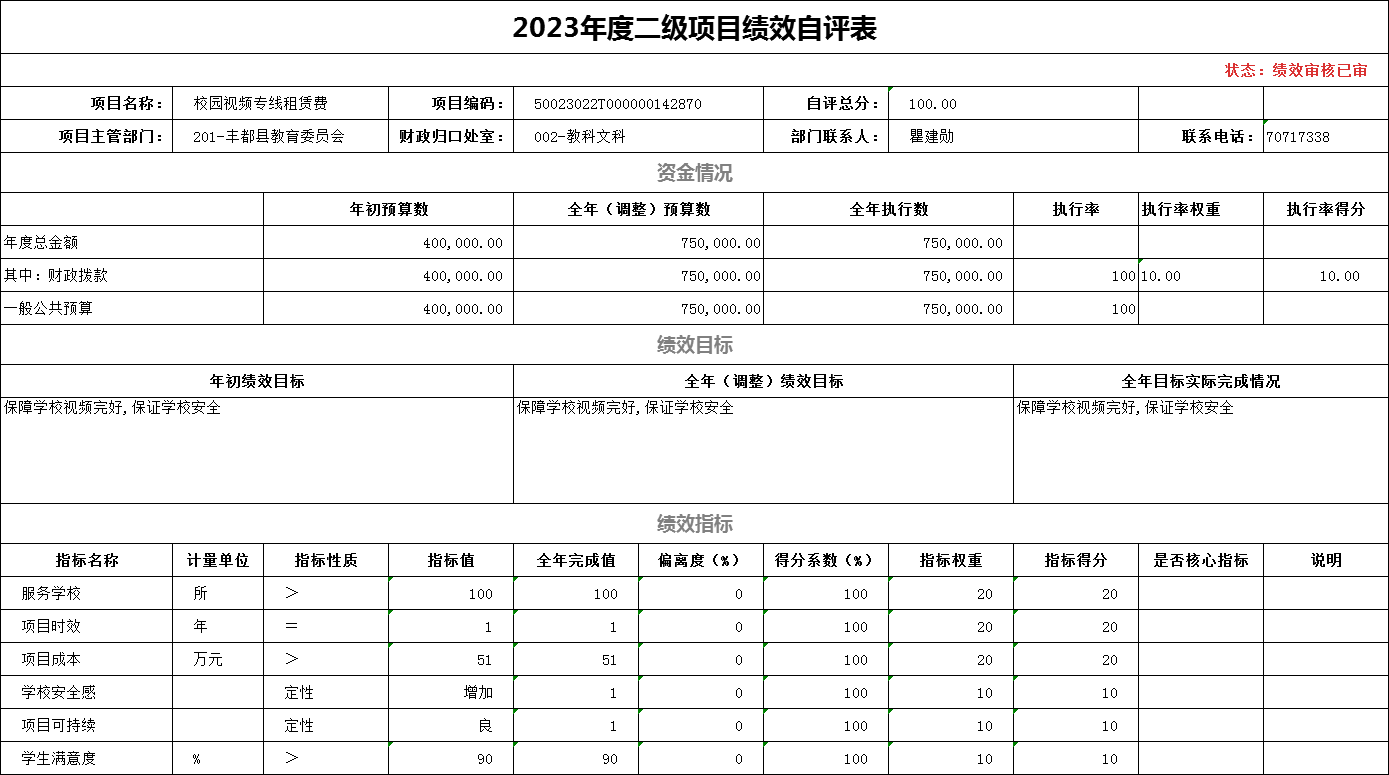 2023年度二级项目绩效自评表
状态：绩效审核已审
项目名称： 校园视频专线租赁费 项目编码： 50023022T000000142870 自评总分： 100.00
项目主管部门： 201-丰都县教育委员会 财政归口处室： 002-教科文科 部门联系人： 瞿建勋 联系电话： 70717338
资金情况
年初预算数 全年（调整）预算数 全年执行数 执行率 执行率权重 执行率得分
年度总金额 400,000.00 750,000.00 750,000.00
其中：财政拨款 400,000.00 750,000.00 750,000.00 100 10.00 10.00
一般公共预算 400,000.00 750,000.00 750,000.00 100
绩效目标
年初绩效目标 全年（调整）绩效目标 全年目标实际完成情况
保障学校视频完好,保证学校安全 保障学校视频完好,保证学校安全 保障学校视频完好,保证学校安全
绩效指标
指标名称 计量单位 指标性质 指标值 全年完成值 偏离度（%） 得分系数（%） 指标权重 指标得分 是否核心指标 说明
服务学校 所 ＞ 100 100 0 100 20 20
项目时效 年 ＝ 1 1 0 100 20 20
项目成本 万元 ＞ 51 51 0 100 20 20
学校安全感 定性 增加 1 0 100 10 10
项目可持续 定性 良 1 0 100 10 10
学生满意度 % ＞ 90 90 0 100 10 10